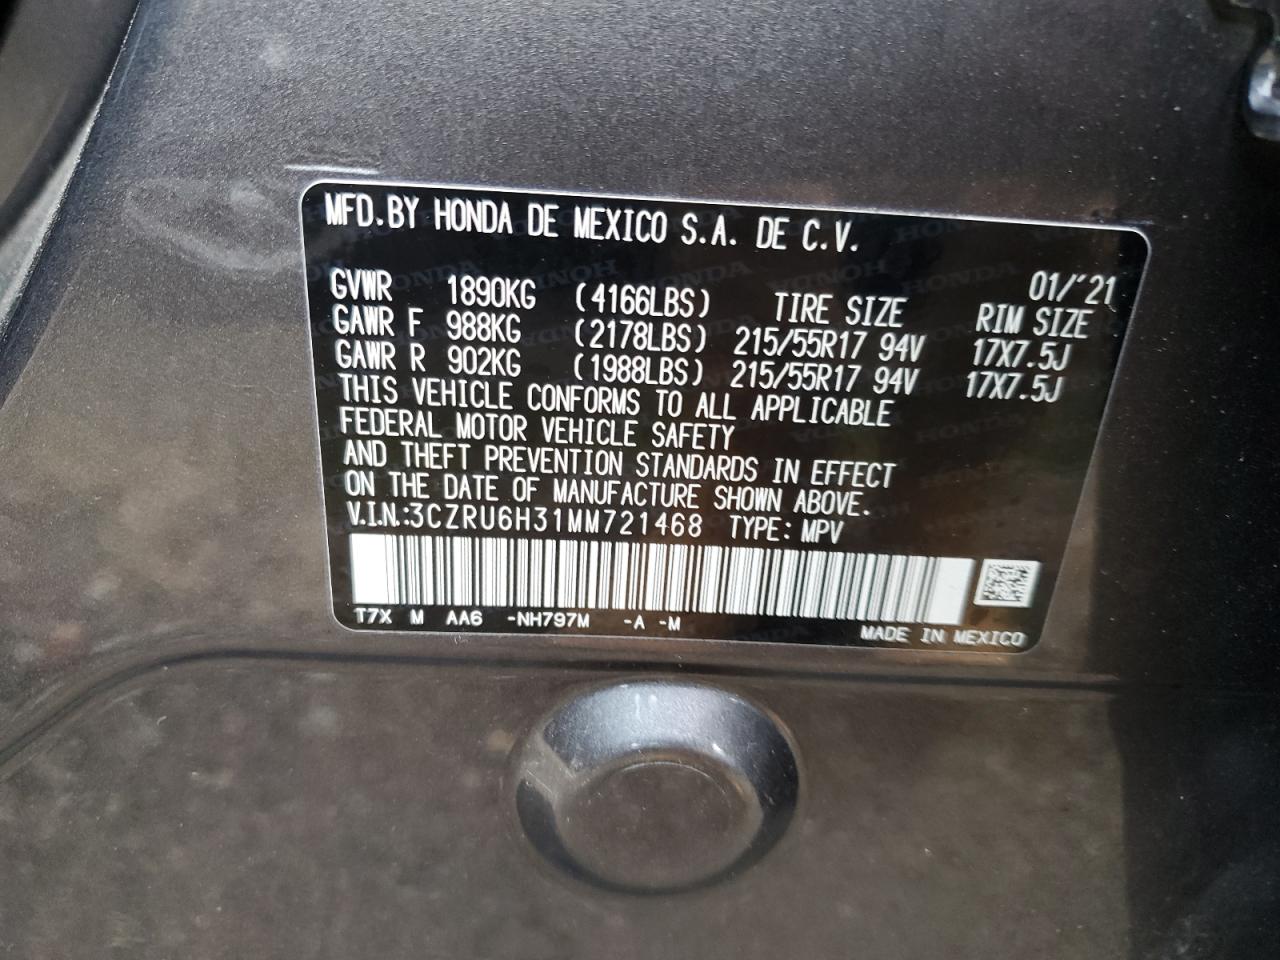 MFD.BY HONDA DE MEXICO S.A. DE C.V.
01/'21
GVWR 1890KG (4166LBS) TIRE SIZE RIM SIZE
GAWR F 988KG (2178LBS) 215/55R17 94V 17X7.5J
GAWR R 902KG (1988LBS) 215/55R17 94V 17X7.5J
THIS VEHICLE CONFORMS TO ALL APPLICABLE
FEDERAL MOTOR VEHICLE SAFETY
AND THEFT PREVENTION STANDARDS IN EFFECT
ON THE DATE OF MANUFACTURE SHOWN ABOVE.
V.I.N.:3CZRU6H31MM721468 TYPE: MPV
T7X M AA6 -NH797M -A -M
MADE IN MEXICO